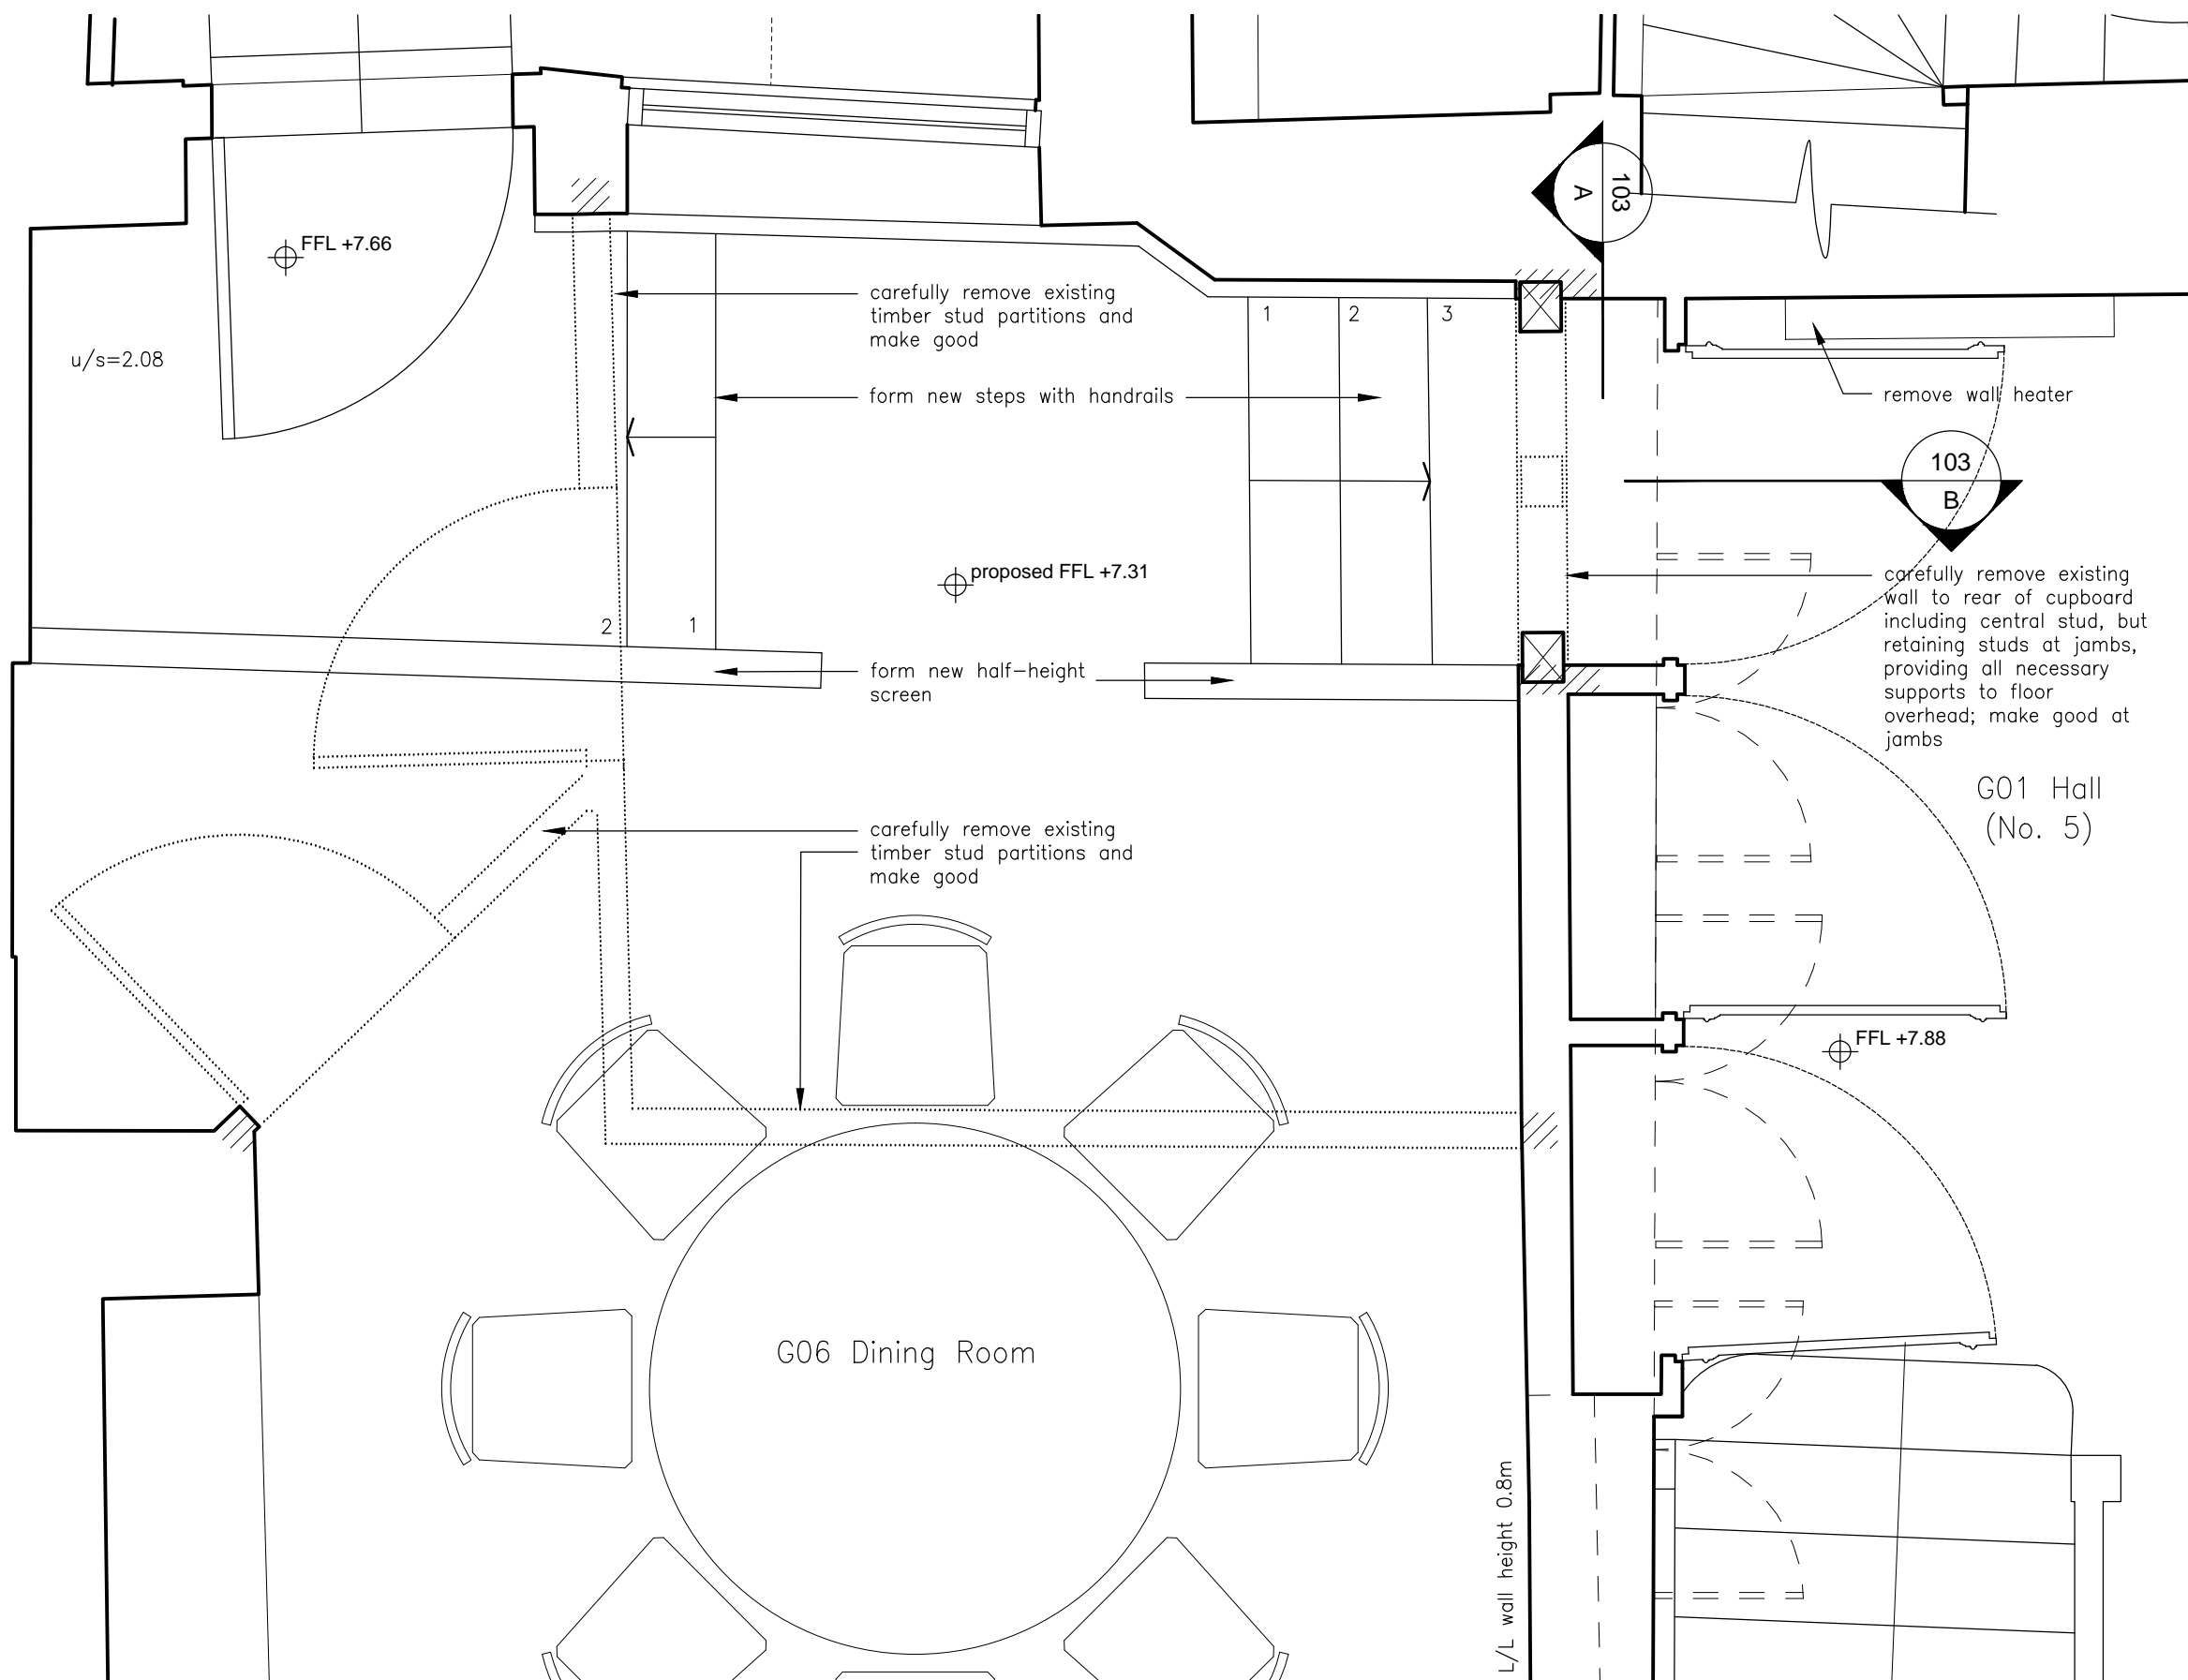 103
A
FFL +7.66
carefully remove existing
timber stud partitions and
make good
1
2
3
u/s=2.08
form new steps with handrails
remove wall heater
103
B
proposed FFL +7.31
carefully remove existing
wall to rear of cupboard
including central stud, but
retaining studs at jambs,
providing all necessary
supports to floor
overhead; make good at
jambs
2
1
form new half-height
screen
G01 Hall
(No. 5)
carefully remove existing
timber stud partitions and
make good
FFL +7.88
G06 Dining Room
L/L wall height 0.8m